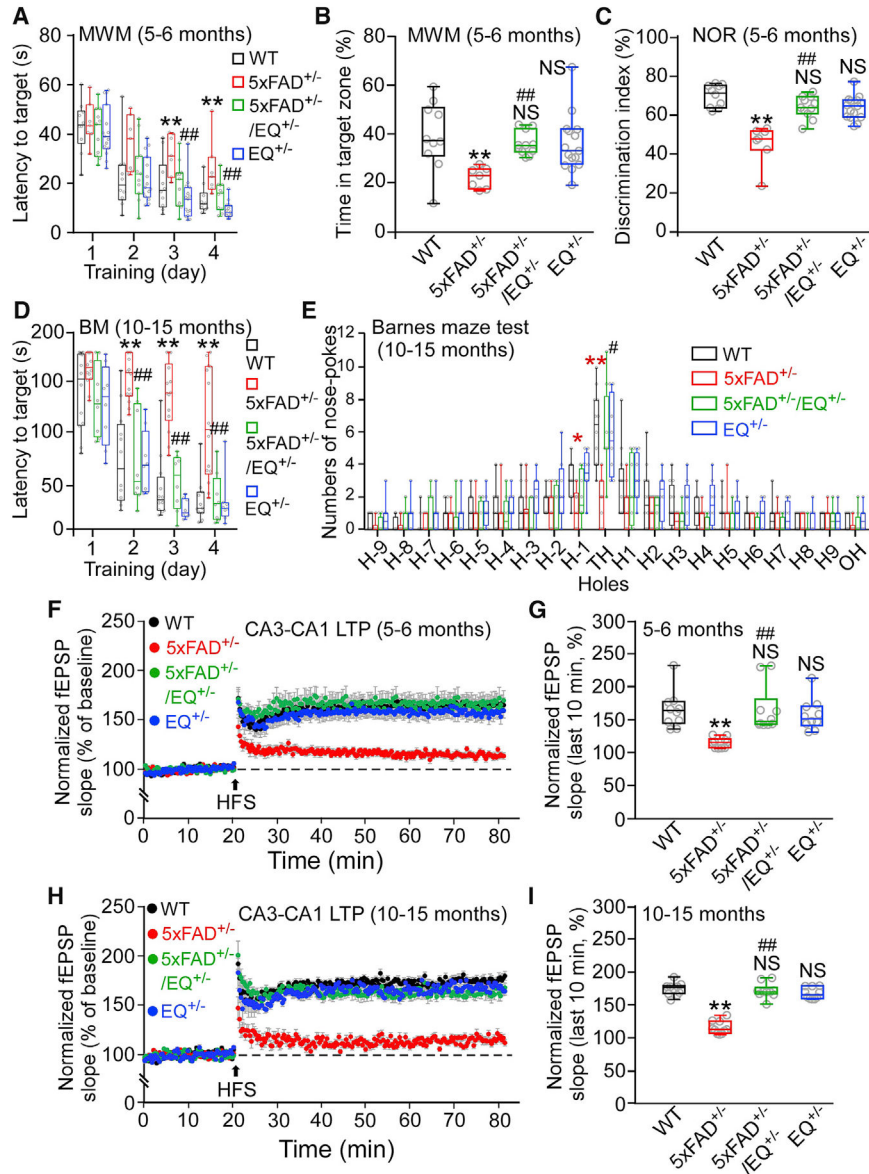 A
MWM (5-6 months)
Latency to target (s)
80
60
40
20
0
** **
## ##
1 2 3 4
Training (day)
WT
5xFAD+/-
5xFAD+/-
/EQ+/-
EQ+/-
B
MWM (5-6 months)
Time in target zone (%)
80
60
40
20
0
**
##
NS
NS
WT
5xFAD+/-
5xFAD+/-
/EQ+/-
EQ+/-
C
NOR (5-6 months)
Discrimination index (%)
100
80
60
40
20
0
**
##
NS
NS
WT
5xFAD+/-
5xFAD+/-
/EQ+/-
EQ+/-
D
BM (10-15 months)
Latency to target (s)
200
100
100
50
0
** ** **
## ## ##
1 2 3 4
Training (day)
WT
5xFAD+/-
5xFAD+/-
/EQ+/-
EQ+/-
E
Barnes maze test
(10-15 months)
Numbers of nose-pokes
12
10
8
6
4
2
0
* ** #
WT
5xFAD+/-
5xFAD+/-/EQ+/-
EQ+/-
H-9 H-8 H-7 H-6 H-5 H-4 H-3 H-2 H-1 TH H1 H2 H3 H4 H5 H6 H7 H8 H9 OH
Holes
F
WT
5xFAD+/-
5xFAD+/-
/EQ+/-
EQ+/-
CA3-CA1 LTP (5-6 months)
Normalized fEPSP
slope (% of baseline)
250
200
150
100
0
HFS
0 10 20 30 40 50 60 70 80
Time (min)
G
5-6 months
Normalized fEPSP
slope (last 10 min, %)
300
250
200
150
100
50
0
**
##
NS
NS
WT
5xFAD+/-
5xFAD+/-
/EQ+/-
EQ+/-
H
WT
5xFAD+/-
5xFAD+/-
/EQ+/-
EQ+/-
CA3-CA1 LTP (10-15 months)
Normalized fEPSP
slope (% of baseline)
250
200
150
100
0
HFS
0 10 20 30 40 50 60 70 80
Time (min)
I
10-15 months
Normalized fEPSP
slope (last 10 min, %)
300
250
200
150
100
50
0
**
##
NS
NS
WT
5xFAD+/-
5xFAD+/-
/EQ+/-
EQ+/-